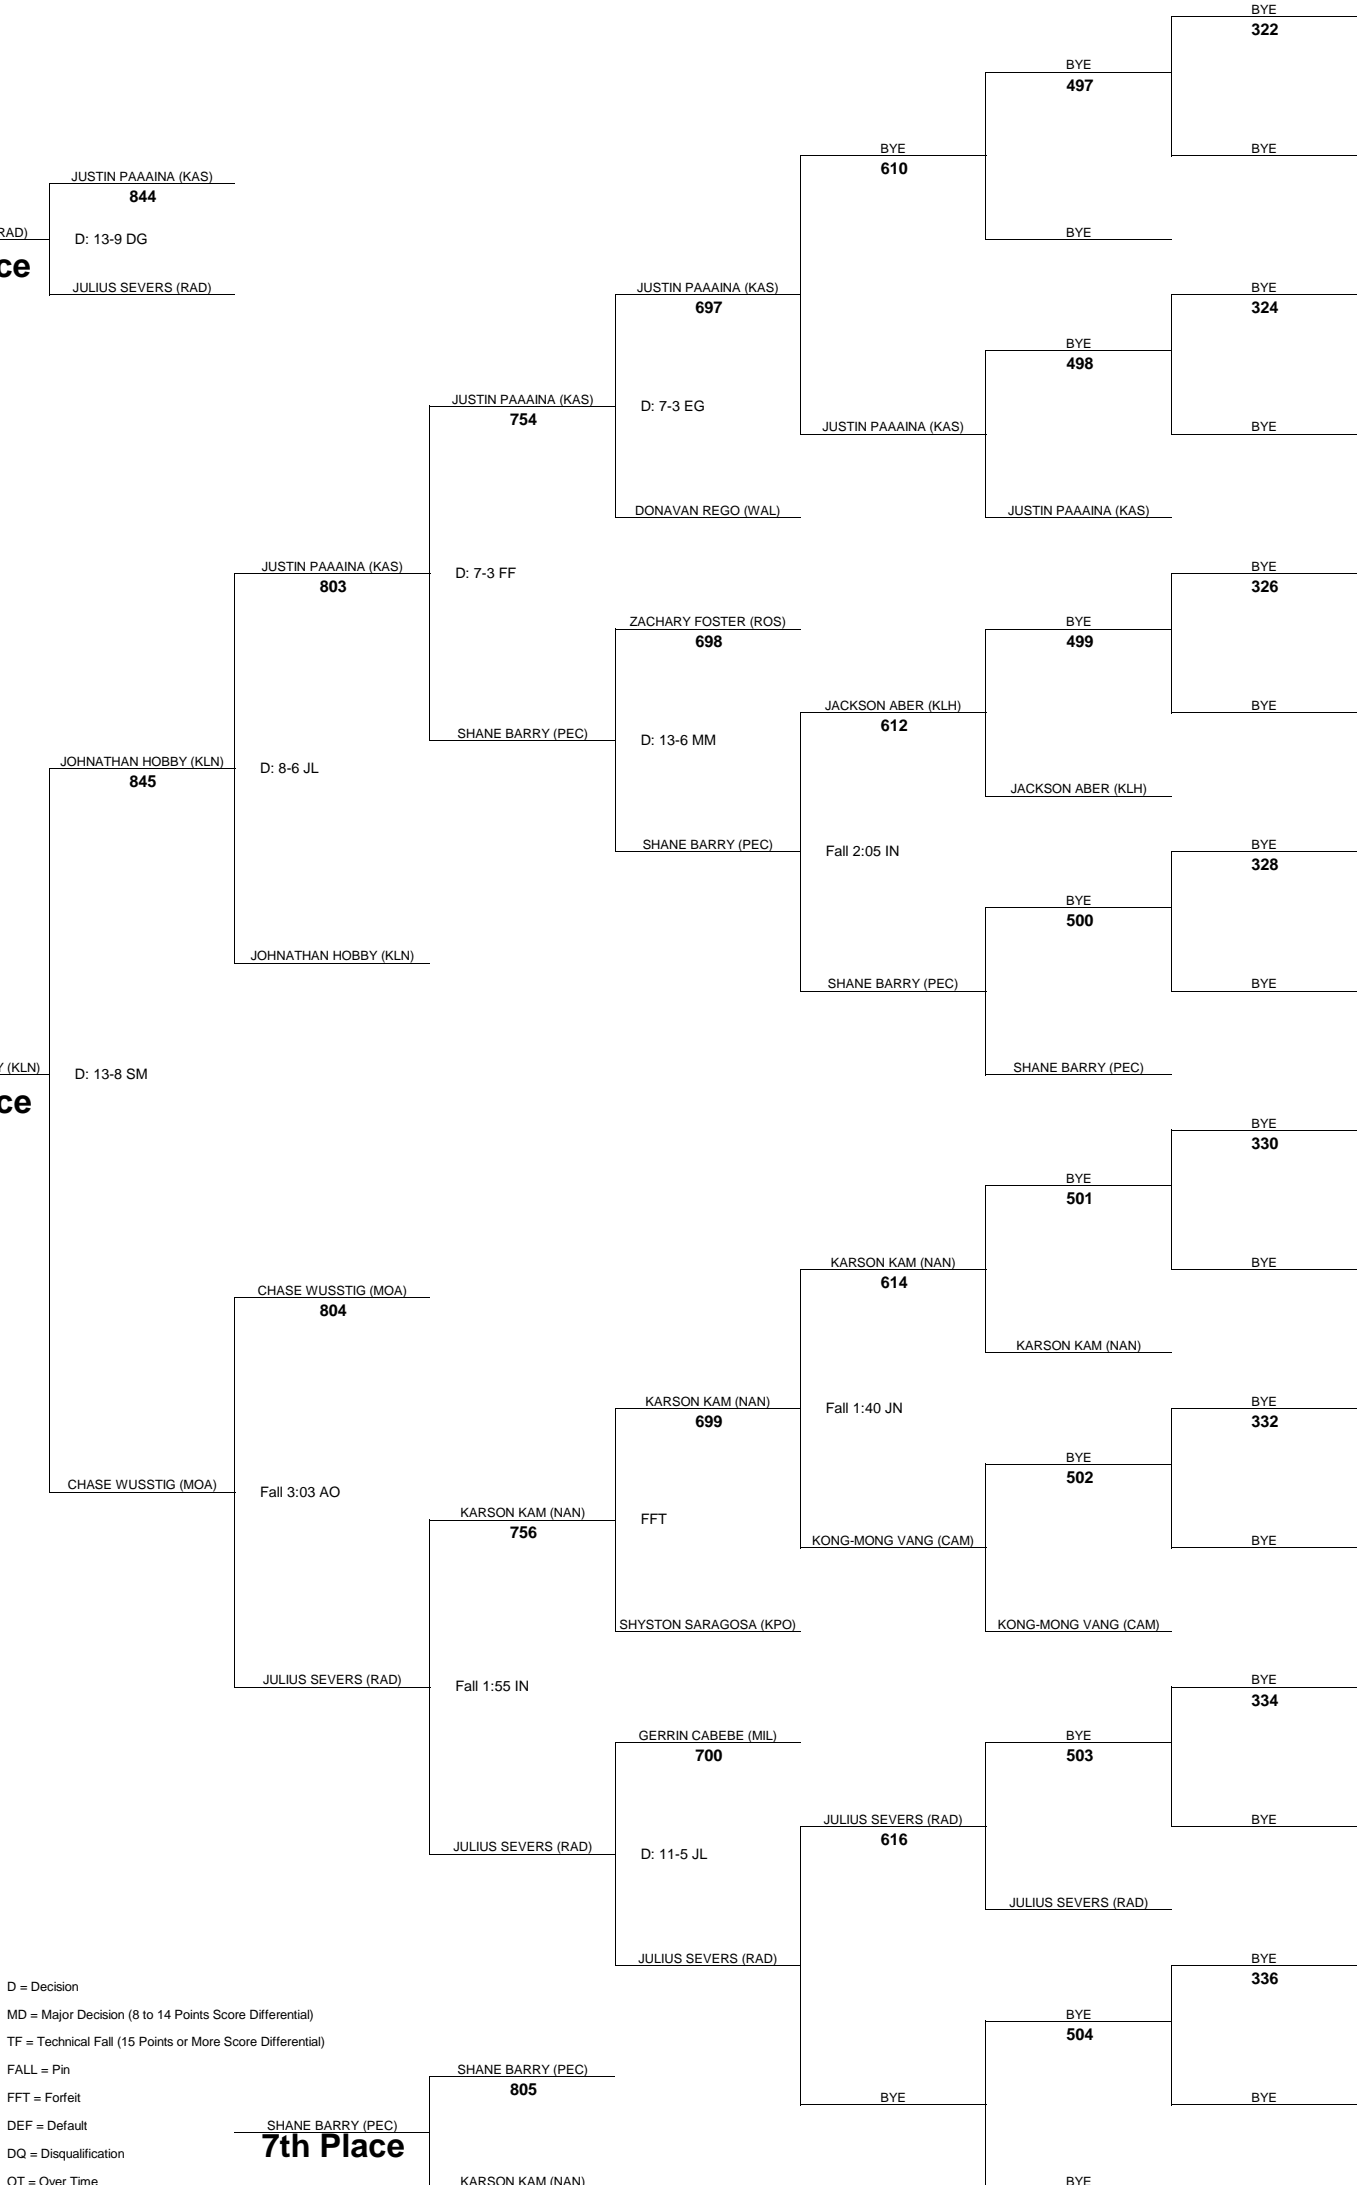 BYE
322
BYE
497
BYE
610
BYE
JUSTIN PAAAINA (KAS)
844
RAD)
D: 13-9 DG
BYE
ce
JULIUS SEVERS (RAD)
JUSTIN PAAAINA (KAS)
697
BYE
324
BYE
498
JUSTIN PAAAINA (KAS)
754
D: 7-3 EG
JUSTIN PAAAINA (KAS)
BYE
DONAVAN REGO (WAL)
JUSTIN PAAAINA (KAS)
JUSTIN PAAAINA (KAS)
803
D: 7-3 FF
BYE
326
ZACHARY FOSTER (ROS)
698
BYE
499
JACKSON ABER (KLH)
612
BYE
SHANE BARRY (PEC)
D: 13-6 MM
JOHNATHAN HOBBY (KLN)
845
D: 8-6 JL
JACKSON ABER (KLH)
SHANE BARRY (PEC)
Fall 2:05 IN
BYE
328
BYE
500
JOHNATHAN HOBBY (KLN)
SHANE BARRY (PEC)
BYE
Y (KLN)
D: 13-8 SM
SHANE BARRY (PEC)
ce
BYE
330
BYE
501
KARSON KAM (NAN)
614
BYE
CHASE WUSSTIG (MOA)
804
KARSON KAM (NAN)
KARSON KAM (NAN)
699
Fall 1:40 JN
BYE
332
BYE
502
CHASE WUSSTIG (MOA)
Fall 3:03 AO
KARSON KAM (NAN)
756
FFT
KONG-MONG VANG (CAM)
BYE
SHYSTON SARAGOSA (KPO)
KONG-MONG VANG (CAM)
JULIUS SEVERS (RAD)
Fall 1:55 IN
BYE
334
GERRIN CABEBE (MIL)
700
BYE
503
JULIUS SEVERS (RAD)
616
BYE
JULIUS SEVERS (RAD)
D: 11-5 JL
JULIUS SEVERS (RAD)
JULIUS SEVERS (RAD)
BYE
336
D = Decision
MD = Major Decision (8 to 14 Points Score Differential)
BYE
504
TF = Technical Fall (15 Points or More Score Differential)
FALL = Pin
SHANE BARRY (PEC)
805
FFT = Forfeit
BYE
BYE
DEF = Default
SHANE BARRY (PEC)
7th Place
DQ = Disqualification
OT = Over Time
KARSON KAM (NAN)
BYE